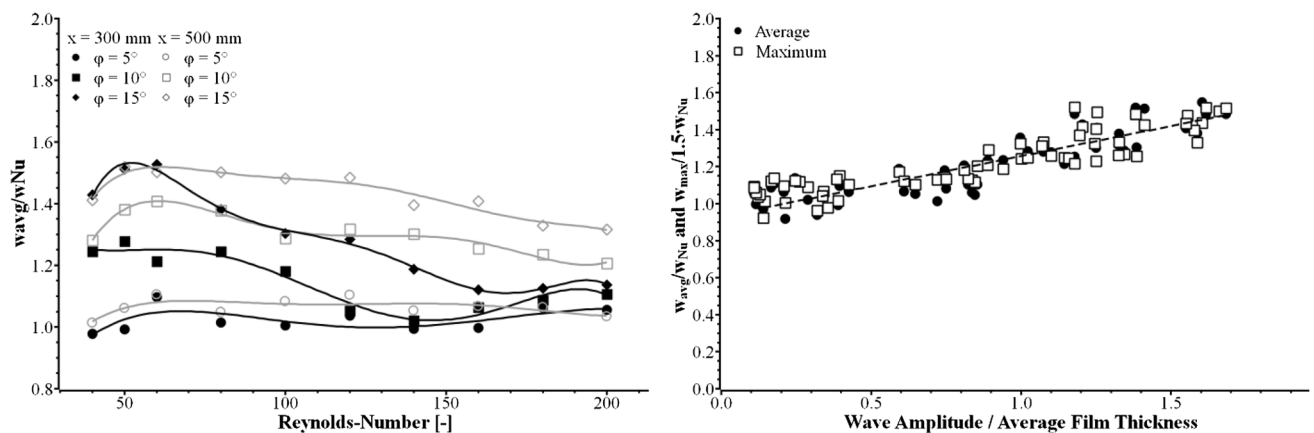 2.0
1.8
1.6
1.4
1.2
1.0
0.8
wavg/wNu
x = 300 mm x = 500 mm
φ = 5° φ = 5°
φ = 10° φ = 10°
φ = 15° φ = 15°
50 100 150 200
Reynolds-Number [-]
2.0
1.8
1.6
1.4
1.2
1.0
0.8
0.6
0.4
0.2
0.0
wavg/wNu and wmax/1.5·wNu
Average
Maximum
0.0 0.5 1.0 1.5
Wave Amplitude / Average Film Thickness